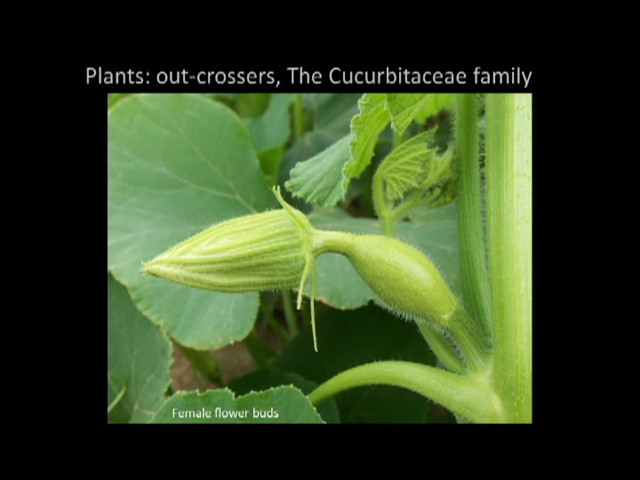 Plants: out-crossers, The Cucurbitaceae family
Female flower buds